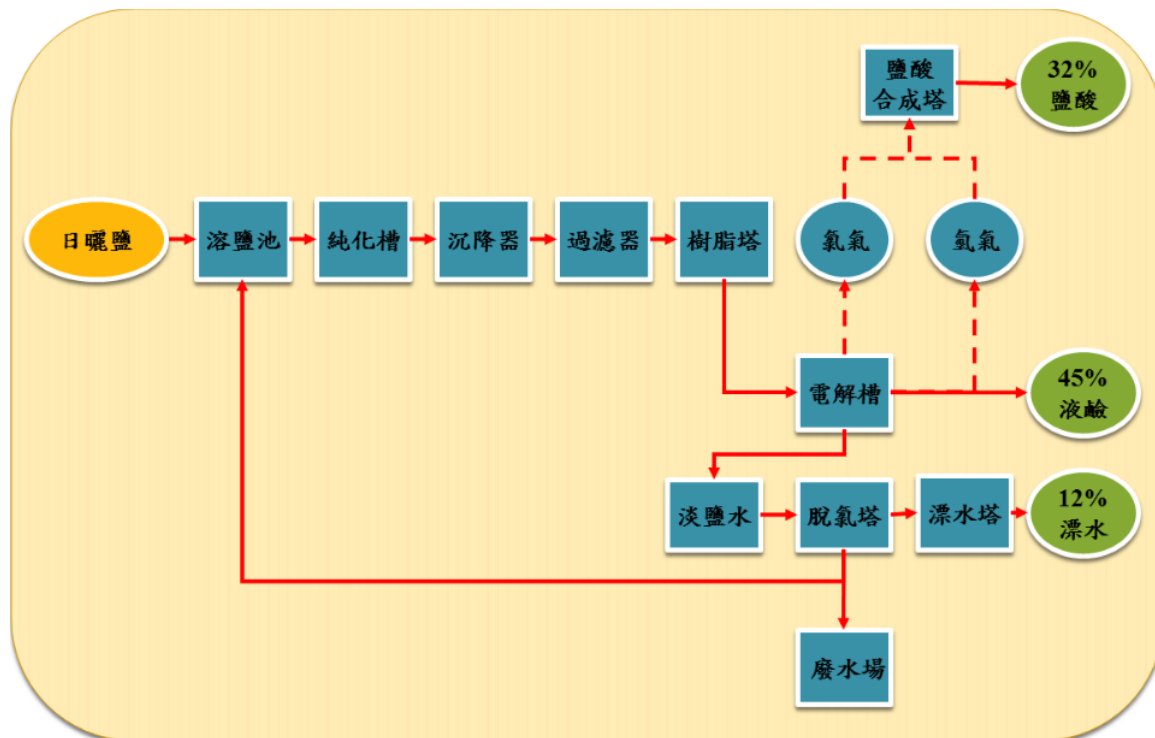 鹽酸
合成塔
32%
鹽酸
日曬鹽
溶鹽池
純化槽
沉降器
過濾器
樹脂塔
氯氣
氫氣
電解槽
45%
液鹼
淡鹽水
脫氯塔
漂水塔
12%
漂水
廢水場